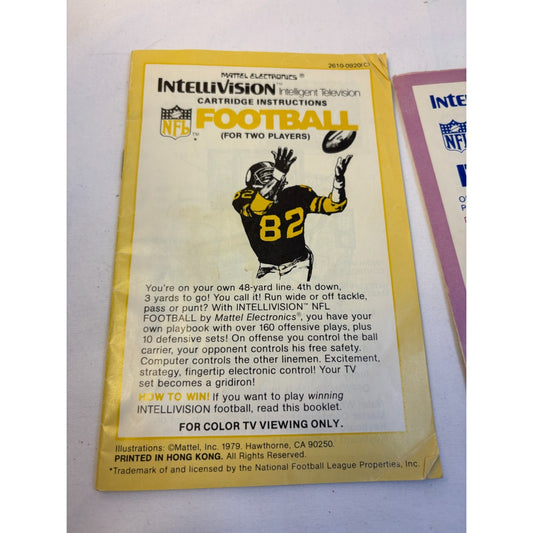 2610-0920(C)
MATTEL ELECTRONICS®
INTELLIVISION™ Intelligent Television
CARTRIDGE INSTRUCTIONS
NFL™ FOOTBALL
*
(FOR TWO PLAYERS)
82
You're on your own 48-yard line. 4th down,
3 yards to go! You call it! Run wide or off tackle,
pass or punt? With INTELLIVISION™ NFL
FOOTBALL by Mattel Electronics®, you have your
own playbook with over 160 offensive plays, plus
10 defensive sets! On offense you control the ball
carrier, your opponent controls his free safety.
Computer controls the other linemen. Excitement,
strategy, fingertip electronic control! Your TV
set becomes a gridiron!
HOW TO WIN! If you want to play winning
INTELLIVISION football, read this booklet.
FOR COLOR TV VIEWING ONLY.
Illustrations: ©Mattel, Inc. 1979. Hawthorne, CA 90250.
PRINTED IN HONG KONG. All Rights Reserved.
*Trademark of and licensed by the National Football League Properties, Inc.
INTE
NF